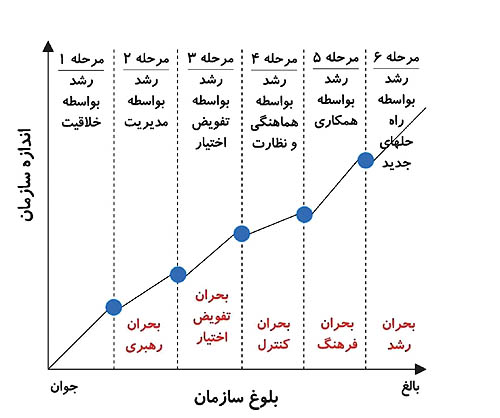 مرحله ۱
رشد
بواسطه
خلاقیت
مرحله ۲
رشد
بواسطه
مدیریت
مرحله ۳
رشد
بواسطه
تفویض
اختیار
مرحله ۴
رشد
بواسطه
هماهنگی
و نظارت
مرحله ۵
رشد
بواسطه
همکاری
مرحله ۶
رشد
بواسطه
راه
حلهای
جدید
اندازه سازمان
بحران
رهبری
بحران
تفویض
اختیار
بحران
کنترل
بحران
فرهنگ
بحران
رشد
جوان
بلوغ سازمان
بالغ